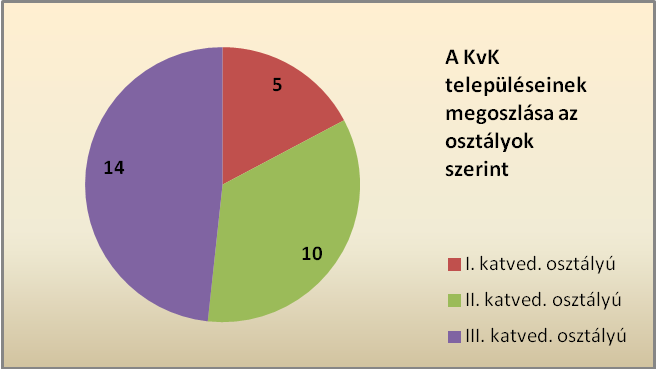 A KvK
településeinek
megoszlása az
osztályok
szerint
5
14
10
I. katved. osztályú
II. katved. osztályú
III. katved. osztályú